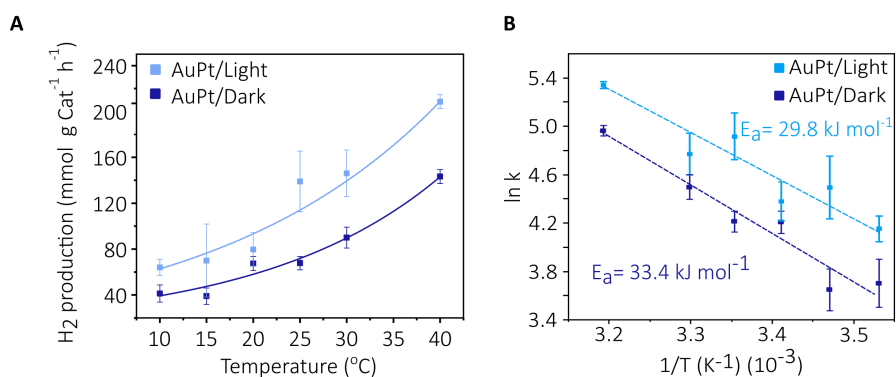 A
H2 production (mmol g Cat-1 h-1)
240
200
160
120
80
40
AuPt/Light
AuPt/Dark
10 15 20 25 30 35 40
Temperature (oC)
B
ln k
5.4
5.0
4.6
4.2
3.8
3.4
AuPt/Light
AuPt/Dark
Ea= 29.8 kJ mol-1
Ea= 33.4 kJ mol-1
3.2 3.3 3.4 3.5
1/T (K-1) (10-3)